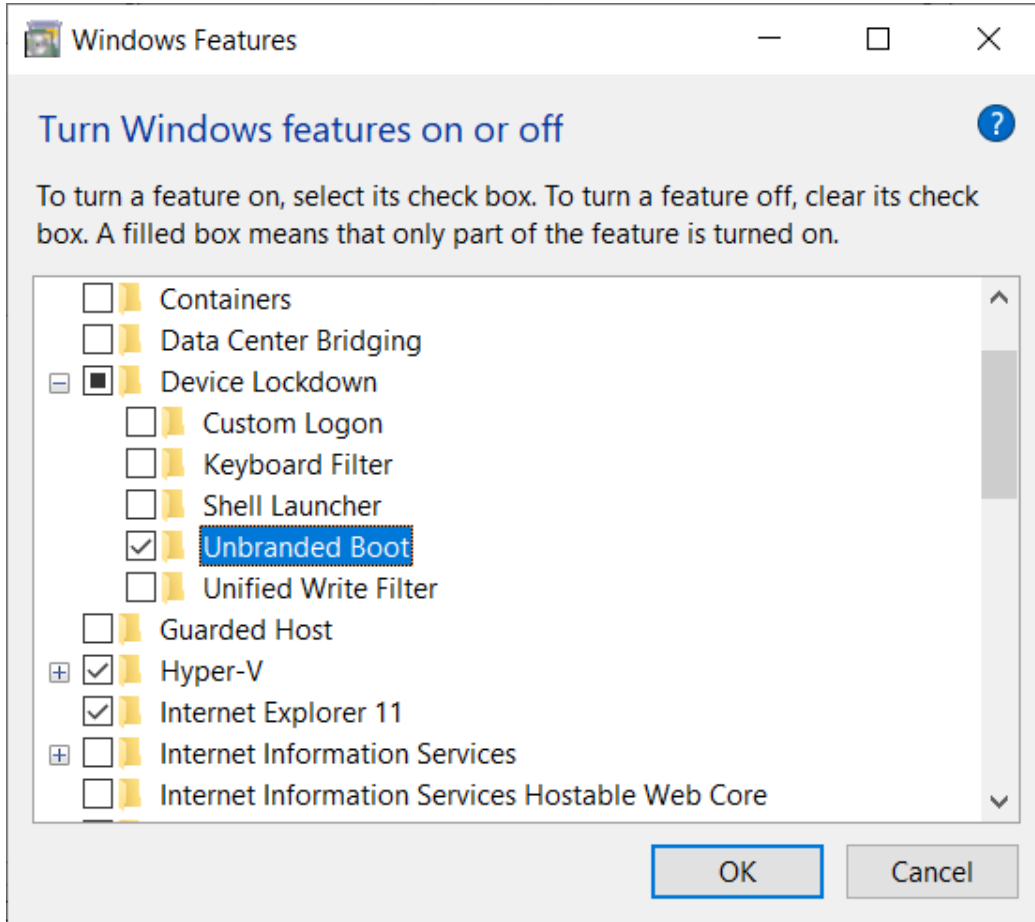 Windows Features
Turn Windows features on or off
To turn a feature on, select its check box. To turn a feature off, clear its check
box. A filled box means that only part of the feature is turned on.
Containers
Data Center Bridging
Device Lockdown
Custom Logon
Keyboard Filter
Shell Launcher
Unbranded Boot
Unified Write Filter
Guarded Host
Hyper-V
Internet Explorer 11
Internet Information Services
Internet Information Services Hostable Web Core
OK
Cancel